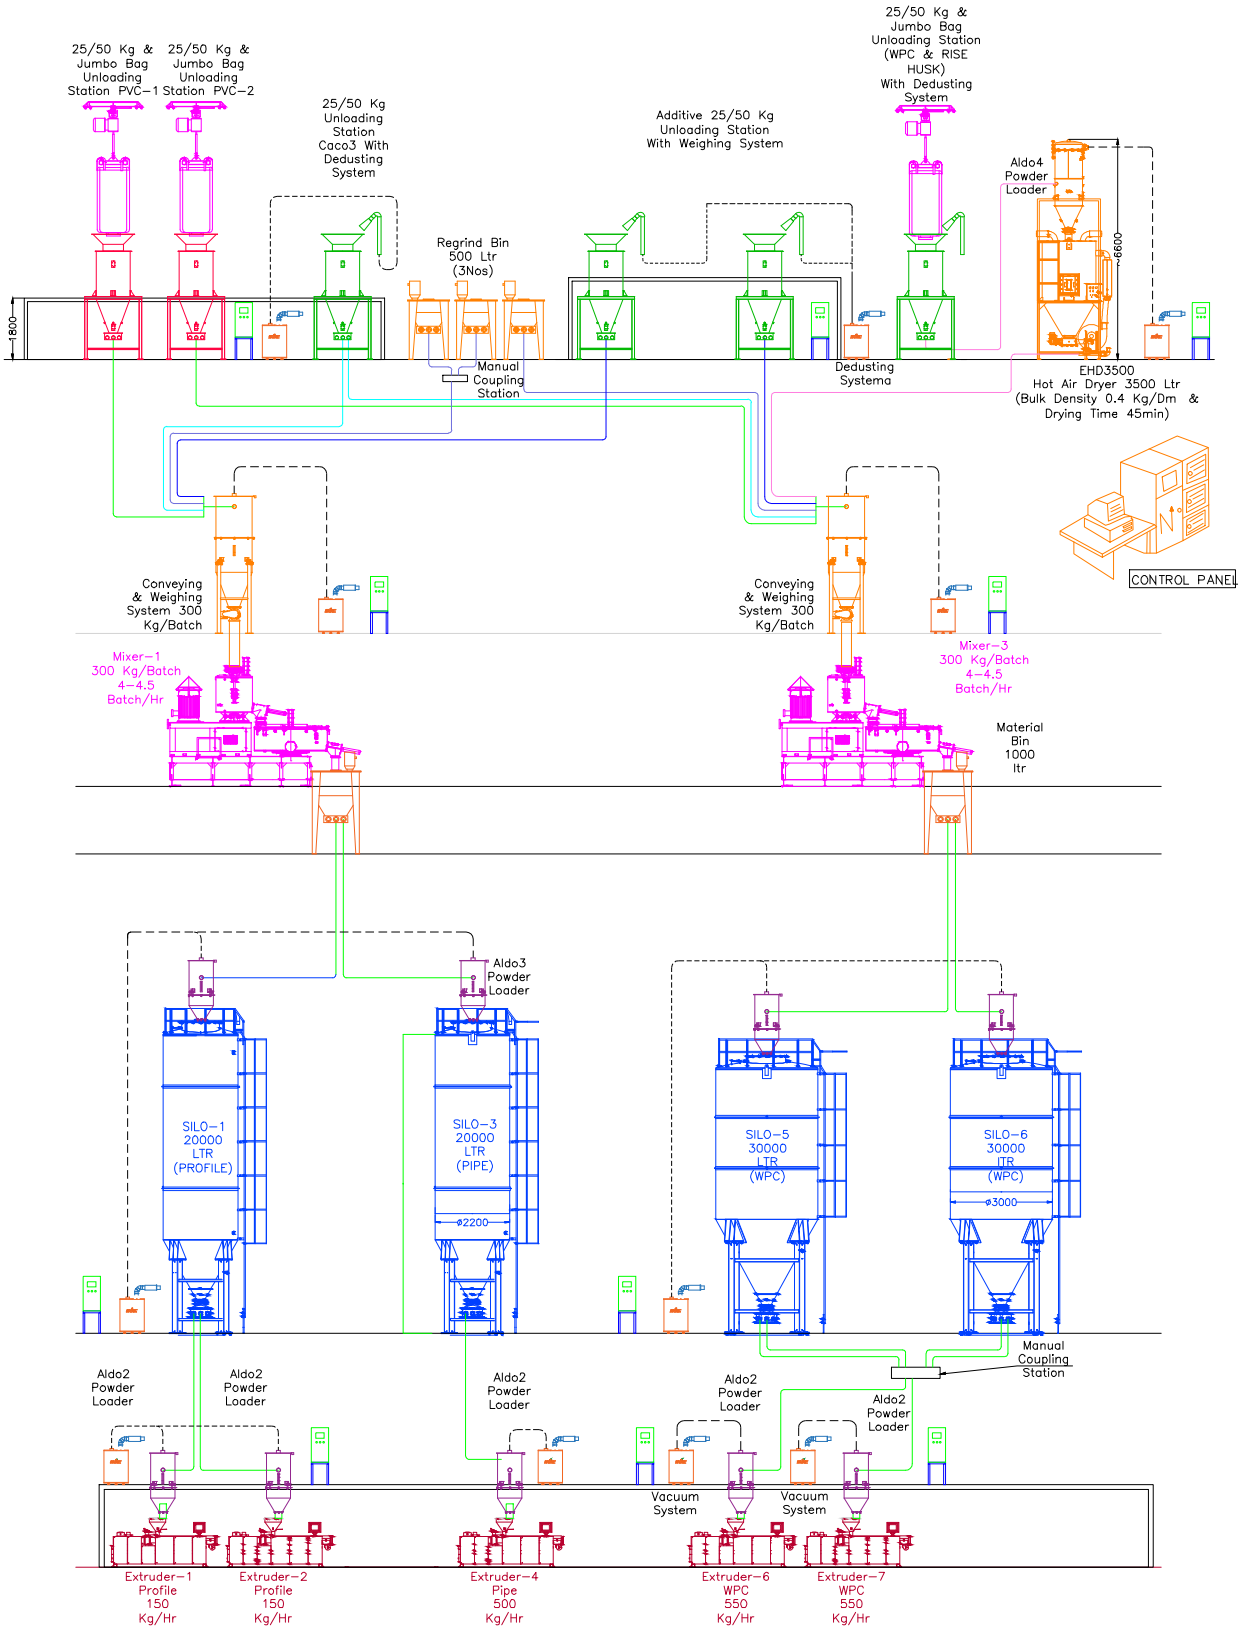 25/50 Kg &
Jumbo Bag
Unloading
Station PVC-1
25/50 Kg &
Jumbo Bag
Unloading
Station PVC-2
25/50 Kg
Unloading
Station
Caco3 With
Dedusting
System
Additive 25/50 Kg
Unloading Station
With Weighing System
25/50 Kg &
Jumbo Bag
Unloading Station
(WPC & RISE
HUSK)
With Dedusting
System
Aldo4
Powder
Loader
Regrind Bin
500 Ltr
(3Nos)
1800
6600
Manual
Coupling
Station
Dedusting
Systema
EHD3500
Hot Air Dryer 3500 Ltr
(Bulk Density 0.4 Kg/Dm &
Drying Time 45min)
CONTROL PANEL
Conveying
& Weighing
System 300
Kg/Batch
Conveying
& Weighing
System 300
Kg/Batch
Mixer-1
300 Kg/Batch
4-4.5
Batch/Hr
Mixer-3
300 Kg/Batch
4-4.5
Batch/Hr
Material
Bin
1000
ltr
Aldo3
Powder
Loader
SILO-1
20000
LTR
(PROFILE)
SILO-3
20000
LTR
(PIPE)
ø2200
SILO-5
30000
LTR
(WPC)
SILO-6
30000
lTR
(WPC)
ø3000
Manual
Coupling
Station
Aldo2
Powder
Loader
Aldo2
Powder
Loader
Aldo2
Powder
Loader
Aldo2
Powder
Loader
Aldo2
Powder
Loader
Vacuum
System
Vacuum
System
Extruder-1
Profile
150
Kg/Hr
Extruder-2
Profile
150
Kg/Hr
Extruder-4
Pipe
500
Kg/Hr
Extruder-6
WPC
550
Kg/Hr
Extruder-7
WPC
550
Kg/Hr